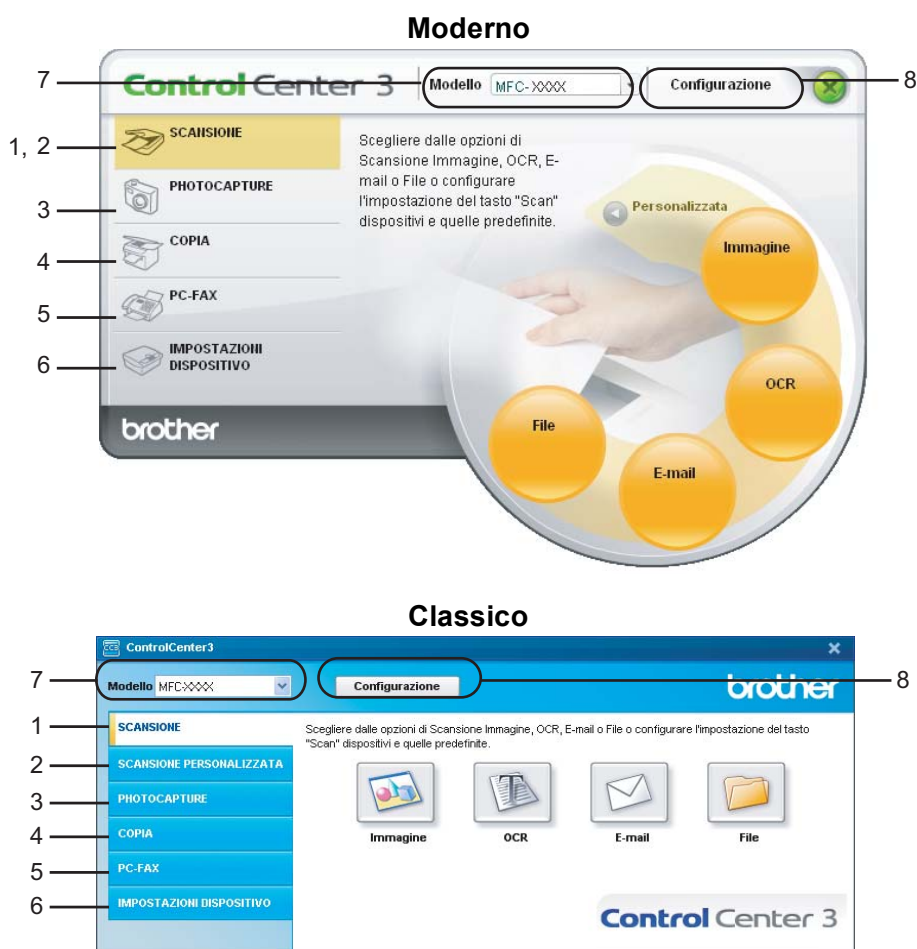 Moderno
7
Control Center 3
Modello
MFC-XXXX
Configurazione
8
1, 2
SCANSIONE
3
PHOTOCAPTURE
4
COPIA
5
PC-FAX
6
IMPOSTAZIONI
DISPOSITIVO
Scegliere dalle opzioni di
Scansione Immagine, OCR, E-
mail o File o configurare
l'impostazione del tasto "Scan"
dispositivi e quelle predefinite.
Personalizzata
Immagine
OCR
E-mail
File
brother
Classico
ControlCenter3
7
Modello
MFC-XXXX
Configurazione
brother
8
1
SCANSIONE
2
SCANSIONE PERSONALIZZATA
3
PHOTOCAPTURE
4
COPIA
5
PC-FAX
6
IMPOSTAZIONI DISPOSITIVO
Scegliere dalle opzioni di Scansione Immagine, OCR, E-mail o File o configurare l'impostazione del tasto
"Scan" dispositivi e quelle predefinite.
Immagine
OCR
E-mail
File
Control Center 3